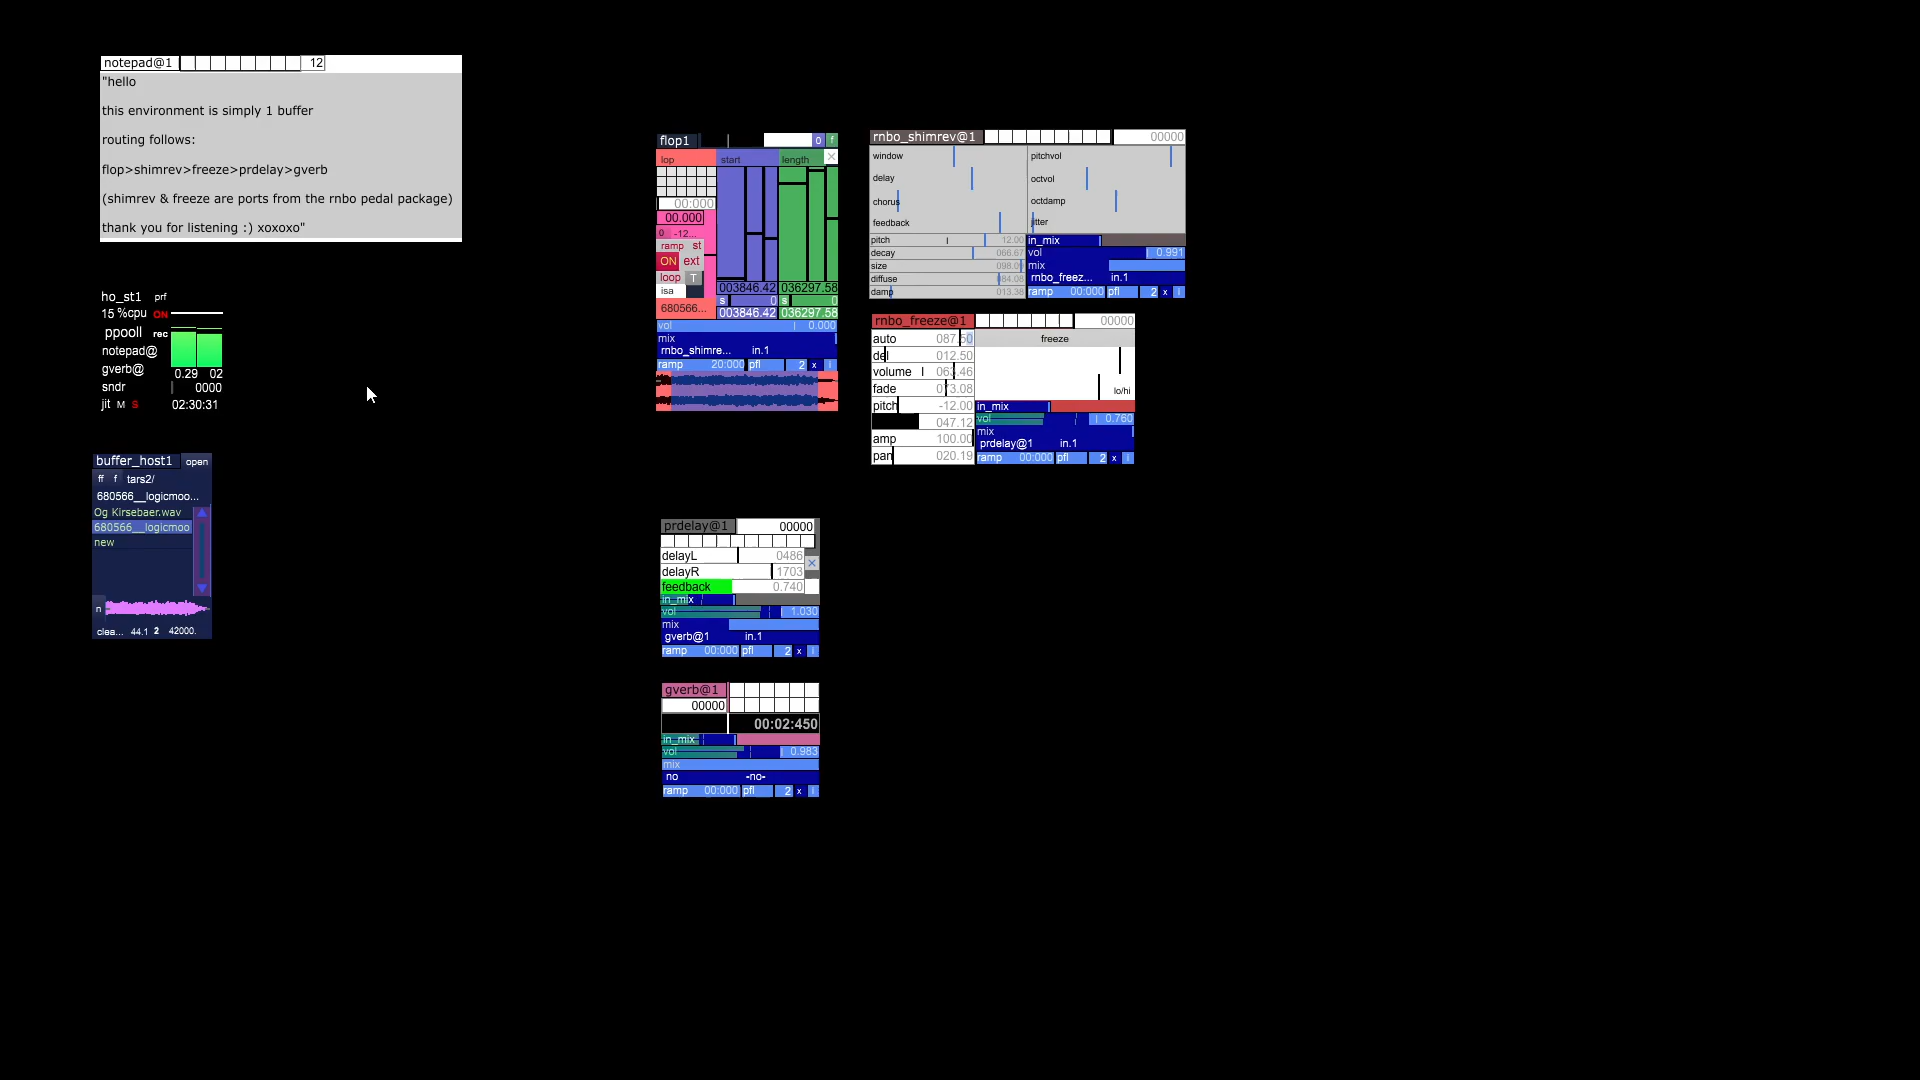 notepad@1 12
"hello
this environment is simply 1 buffer
routing follows:
flop>shimrev>freeze>prdelay>gverb
(shimrev & freeze are ports from the rnbo pedal package)
thank you for listening :) xoxoxo"
ho_st1 prf
15 %cpu ON
ppooll rec
notepad@
gverb@ 0.29 02
sndr 0000
jit M S 02:30:31
buffer_host1 open
ff f tars2/
680566__logicmoo...
Og Kirsebaer.wav
680566__logicmoo
new
n
clea... 44.1 2 42000.
flop1 0 f
lop start length
00:000
00.000
0 -12...
ramp st
ON ext
loop T
isa 003846.42 036297.58
s 0 s 0
680566... 003846.42 036297.58
vol 0.000
mix
rnbo_shimre... in.1
ramp 20:000 pfl 2 x i
rnbo_shimrev@1 00000
window pitchvol
delay octvol
chorus octdamp
feedback jitter
pitch 12.00 in_mix
decay 066.67 vol 0.991
size mix
diffuse rnbo_freez... in.1
damp 013.38 ramp 00:000 pfl 2 x i
rnbo_freeze@1 00000
auto freeze
del 012.50
volume
fade lo/hi
pitch -12.00 in_mix
047.12 vol 0.760
mix
amp 100.00 prdelay@1 in.1
pan 020.19 ramp 00:000 pfl 2 x i
prdelay@1 00000
delayL 0486
delayR 1703
feedback 0.740
in_mix
vol 1.030
mix
gverb@1 in.1
ramp 00:000 pfl 2 x i
gverb@1
00000
00:02:450
in_mix
vol 0.983
mix
no -no-
ramp 00:000 pfl 2 x i